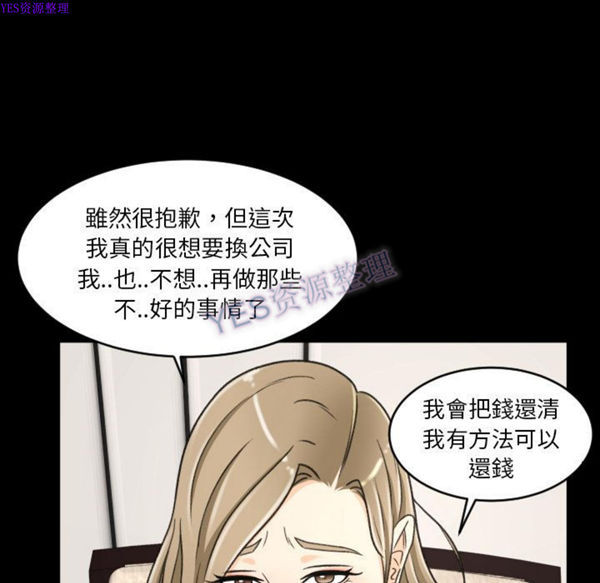 YES资源整理
雖然很抱歉，但這次
我真的很想要換公司
我..也..不想..再做那些
不..好的事情了
YES资源整理
我會把錢還清
我有方法可以
還錢